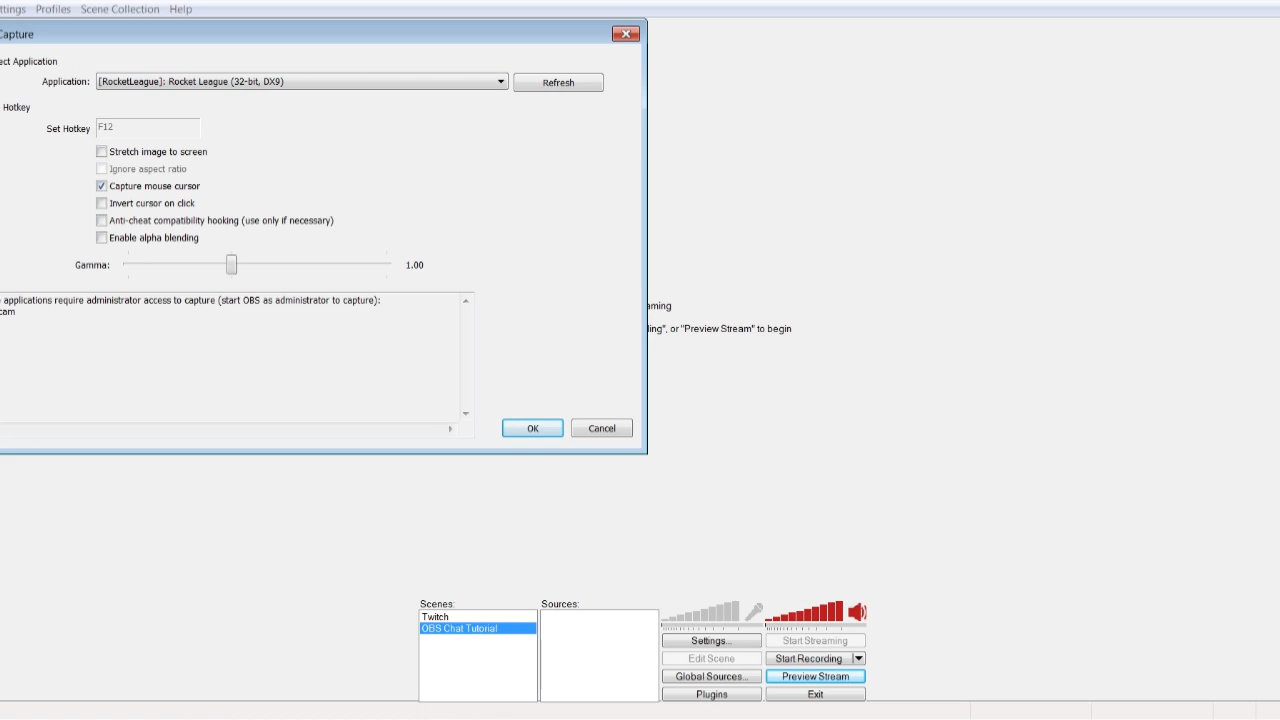 ttings Profiles Scene Collection Help
Capture
ect Application
Application: [RocketLeague]: Rocket League (32-bit, DX9) Refresh
Hotkey
Set Hotkey F12
Stretch image to screen
Ignore aspect ratio
Capture mouse cursor
Invert cursor on click
Anti-cheat compatibility hooking (use only if necessary)
Enable alpha blending
Gamma: 1.00
applications require administrator access to capture (start OBS as administrator to capture):
cam
aming
ling", or "Preview Stream" to begin
OK Cancel
Scenes: Sources:
Twitch
OBS Chat Tutorial
Settings... Start Streaming
Edit Scene Start Recording
Global Sources... Preview Stream
Plugins Exit